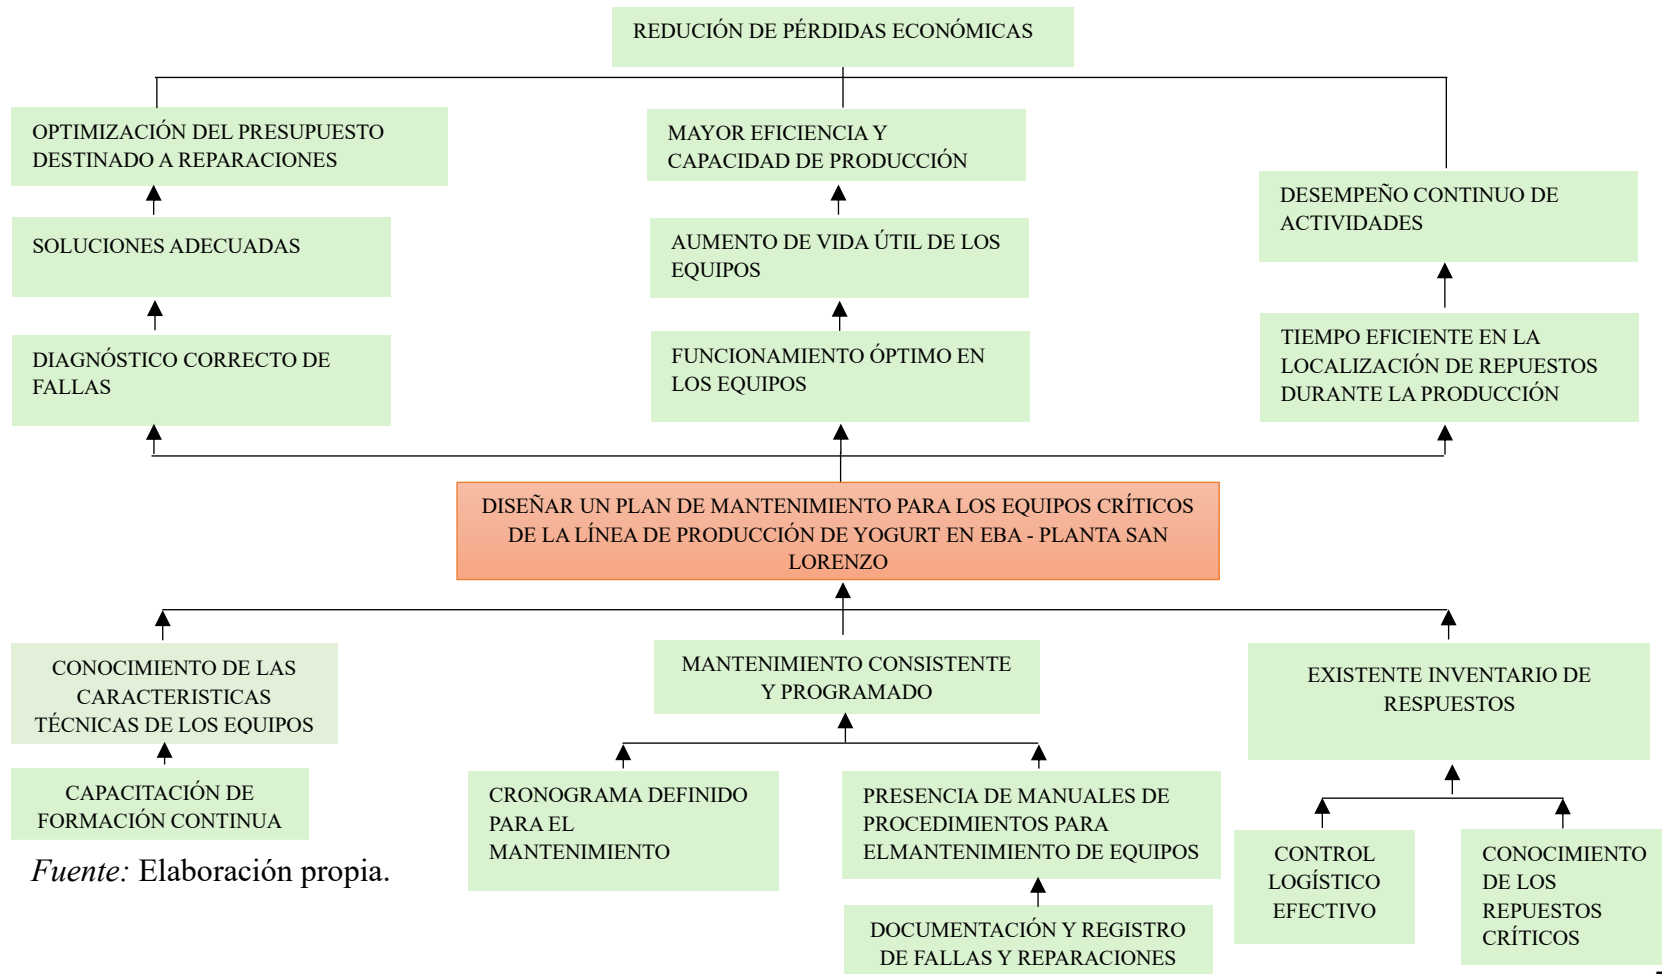 REDUCIÓN DE PÉRDIDAS ECONÓMICAS
OPTIMIZACIÓN DEL PRESUPUESTO
DESTINADO A REPARACIONES
MAYOR EFICIENCIA Y
CAPACIDAD DE PRODUCCIÓN
DESEMPEÑO CONTINUO DE
ACTIVIDADES
SOLUCIONES ADECUADAS
AUMENTO DE VIDA ÚTIL DE LOS
EQUIPOS
DIAGNÓSTICO CORRECTO DE
FALLAS
FUNCIONAMIENTO ÓPTIMO EN
LOS EQUIPOS
TIEMPO EFICIENTE EN LA
LOCALIZACIÓN DE REPUESTOS
DURANTE LA PRODUCCIÓN
DISEÑAR UN PLAN DE MANTENIMIENTO PARA LOS EQUIPOS CRÍTICOS
DE LA LÍNEA DE PRODUCCIÓN DE YOGURT EN EBA - PLANTA SAN
LORENZO
CONOCIMIENTO DE LAS
CARACTERISTICAS
TÉCNICAS DE LOS EQUIPOS
MANTENIMIENTO CONSISTENTE
Y PROGRAMADO
EXISTENTE INVENTARIO DE
RESPUESTOS
CAPACITACIÓN DE
FORMACIÓN CONTINUA
CRONOGRAMA DEFINIDO
PARA EL
MANTENIMIENTO
PRESENCIA DE MANUALES DE
PROCEDIMIENTOS PARA
ELMANTENIMIENTO DE EQUIPOS
CONTROL
LOGÍSTICO
EFECTIVO
CONOCIMIENTO
DE LOS
REPUESTOS
CRÍTICOS
DOCUMENTACIÓN Y REGISTRO
DE FALLAS Y REPARACIONES
Fuente: Elaboración propia.